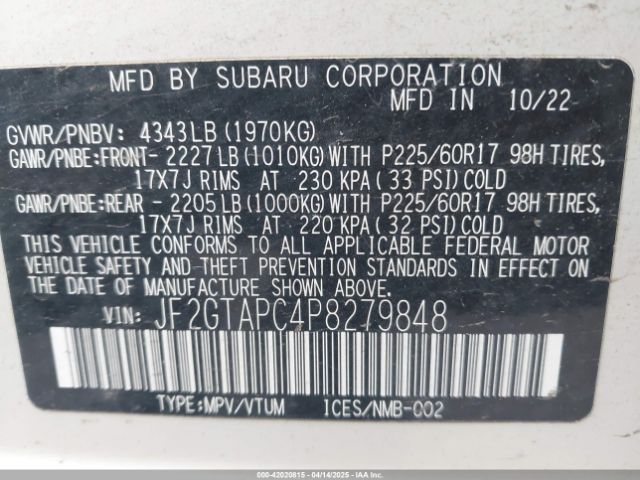 MFD BY SUBARU CORPORATION
MFD IN 10/22
GVWR/PNBV: 4343LB (1970KG)
GAWR/PNBE:FRONT- 2227LB(1010KG)WITH P225/60R17 98H TIRES,
17X7J RIMS AT 230 KPA( 33 PSI)COLD
GAWR/PNBE:REAR - 2205LB(1000KG)WITH P225/60R17 98H TIRES,
17X7J RIMS AT 220 KPA( 32 PSI)COLD
THIS VEHICLE CONFORMS TO ALL APPLICABLE FEDERAL MOTOR
VEHICLE SAFETY AND THEFT PREVENTION STANDARDS IN EFFECT ON
THE DATE OF MANUFACTURE SHOWN ABOVE.
VIN: JF2GTAPC4P8279848
TYPE:MPV/VTUM ICES/NMB-002
000-42020815 - 04/14/2025 - IAAI.COM